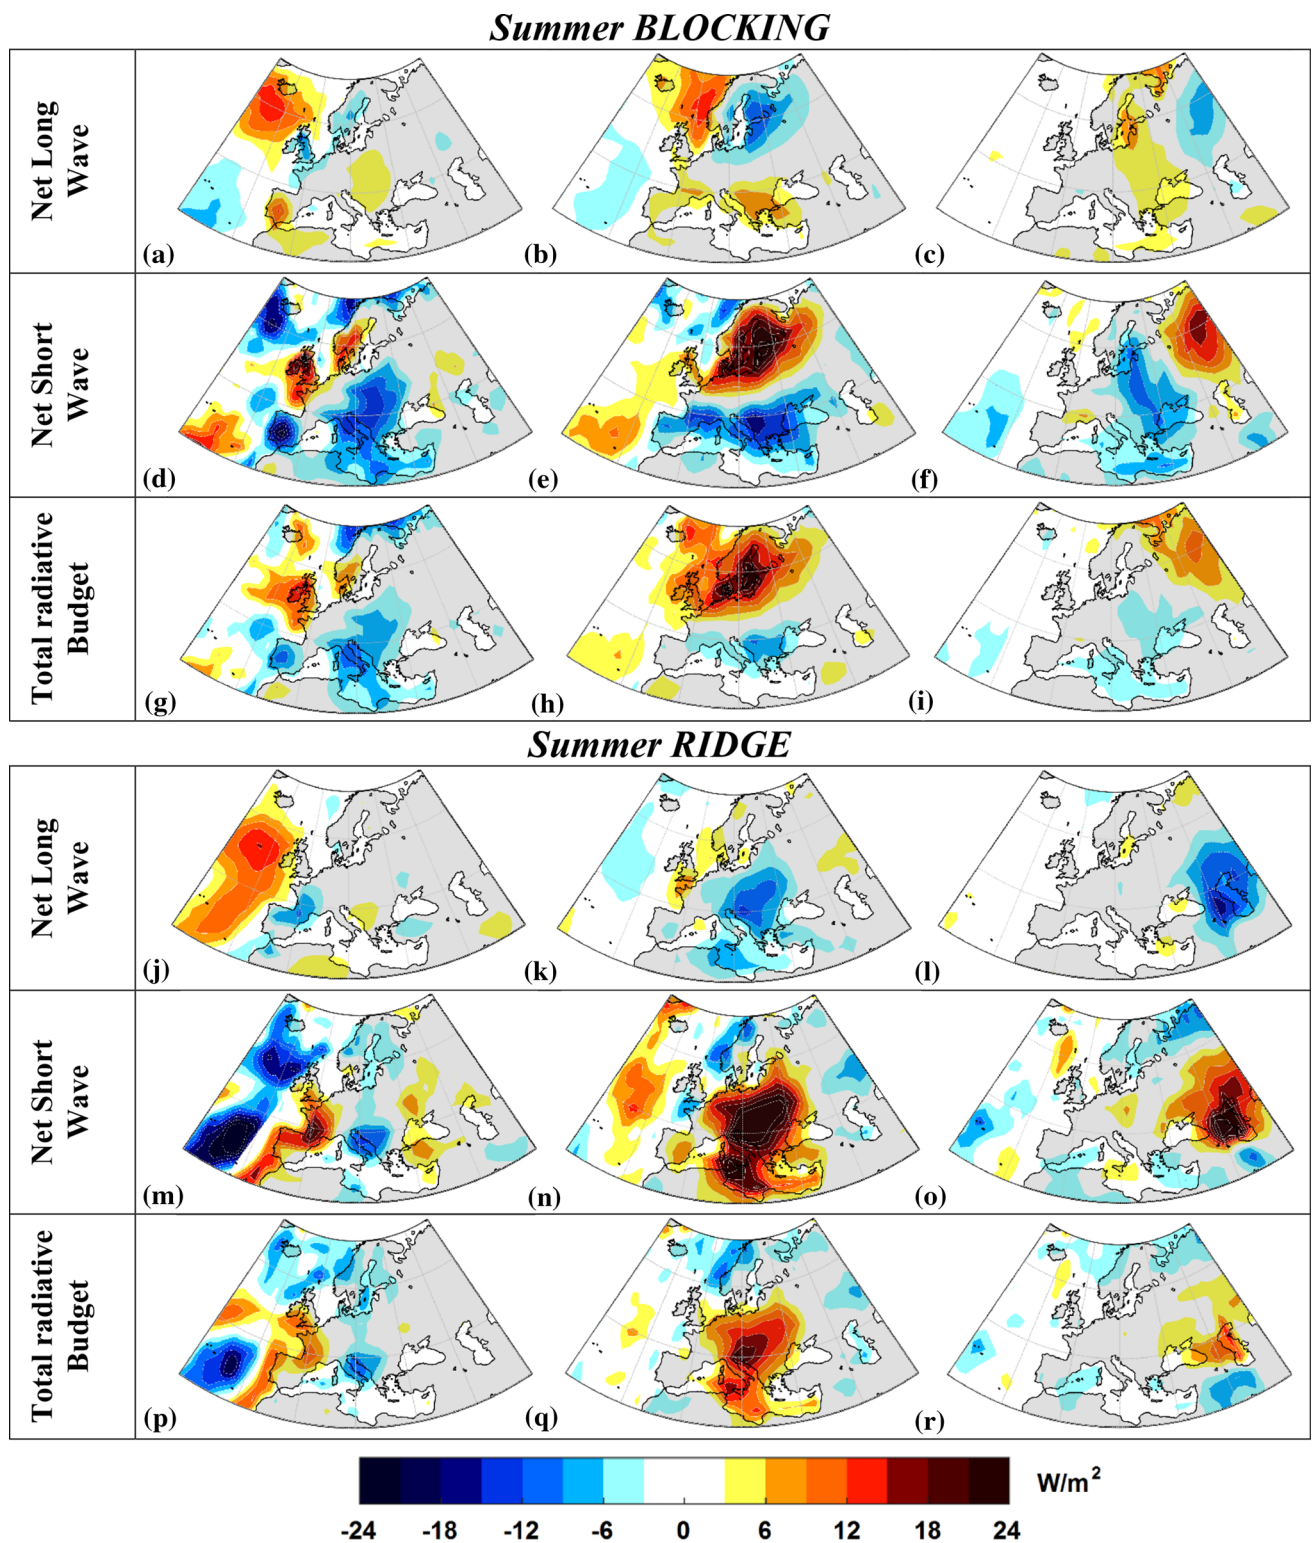 Summer BLOCKING
Net Long
Wave
(a)
(b)
(c)
Net Short
Wave
(d)
(e)
(f)
Total radiative
Budget
(g)
(h)
(i)
Summer RIDGE
Net Long
Wave
(j)
(k)
(l)
Net Short
Wave
(m)
(n)
(o)
Total radiative
Budget
(p)
(q)
(r)
W/m²
-24 -18 -12 -6 0 6 12 18 24